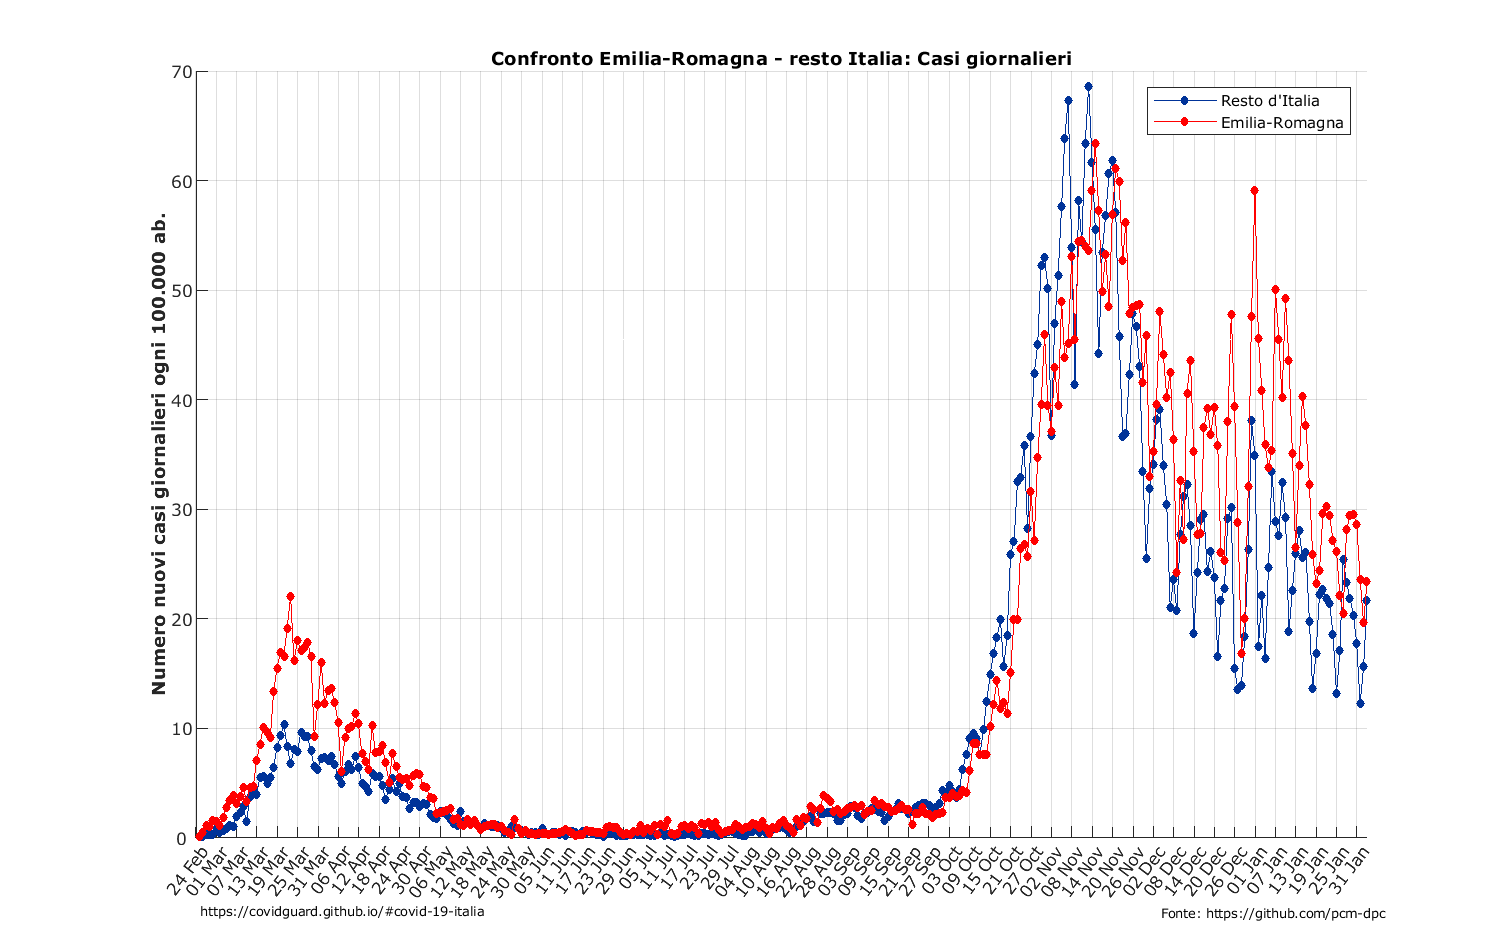 Confronto Emilia-Romagna - resto Italia: Casi giornalieri
Resto d'Italia
Emilia-Romagna
Numero nuovi casi giornalieri ogni 100.000 ab.
70
60
50
40
30
20
10
0
24 Feb
01 Mar
07 Mar
13 Mar
19 Mar
25 Mar
31 Mar
06 Apr
12 Apr
18 Apr
24 Apr
30 Apr
06 May
12 May
18 May
24 May
30 May
05 Jun
11 Jun
17 Jun
23 Jun
29 Jun
05 Jul
11 Jul
17 Jul
23 Jul
29 Jul
04 Aug
10 Aug
16 Aug
22 Aug
28 Aug
03 Sep
09 Sep
15 Sep
21 Sep
27 Sep
03 Oct
09 Oct
15 Oct
21 Oct
27 Oct
02 Nov
08 Nov
14 Nov
20 Nov
26 Nov
02 Dec
08 Dec
14 Dec
20 Dec
26 Dec
01 Jan
07 Jan
13 Jan
19 Jan
25 Jan
31 Jan
https://covidguard.github.io/#covid-19-italia
Fonte: https://github.com/pcm-dpc